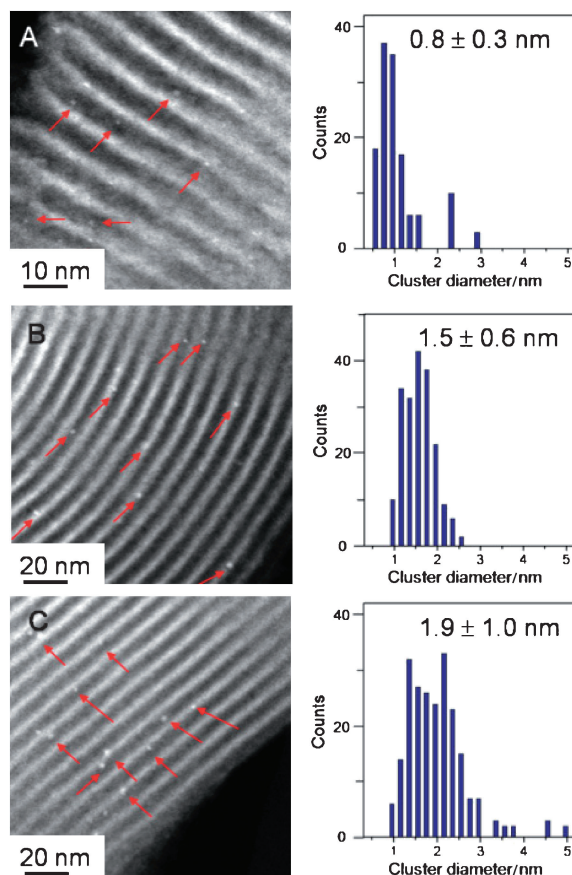 A
10 nm
40
20
0
Counts
0.8 ± 0.3 nm
1 2 3 4 5
Cluster diameter/nm
B
20 nm
40
20
0
Counts
1.5 ± 0.6 nm
1 2 3 4 5
Cluster diameter/nm
C
20 nm
40
20
0
Counts
1.9 ± 1.0 nm
1 2 3 4 5
Cluster diameter/nm